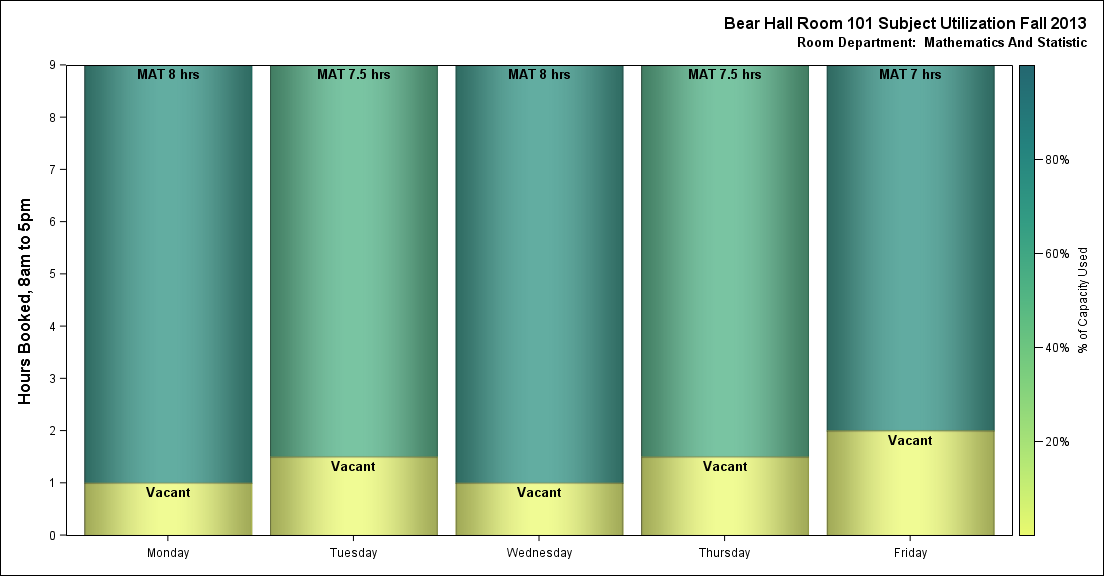 Bear Hall Room 101 Subject Utilization Fall 2013
Room Department:  Mathematics And Statistic
Hours Booked, 8am to 5pm
9
8
7
6
5
4
3
2
1
0
MAT 8 hrs
MAT 7.5 hrs
MAT 8 hrs
MAT 7.5 hrs
MAT 7 hrs
Vacant
Vacant
Vacant
Vacant
Vacant
Monday
Tuesday
Wednesday
Thursday
Friday
80%
60%
40%
20%
% of Capacity Used